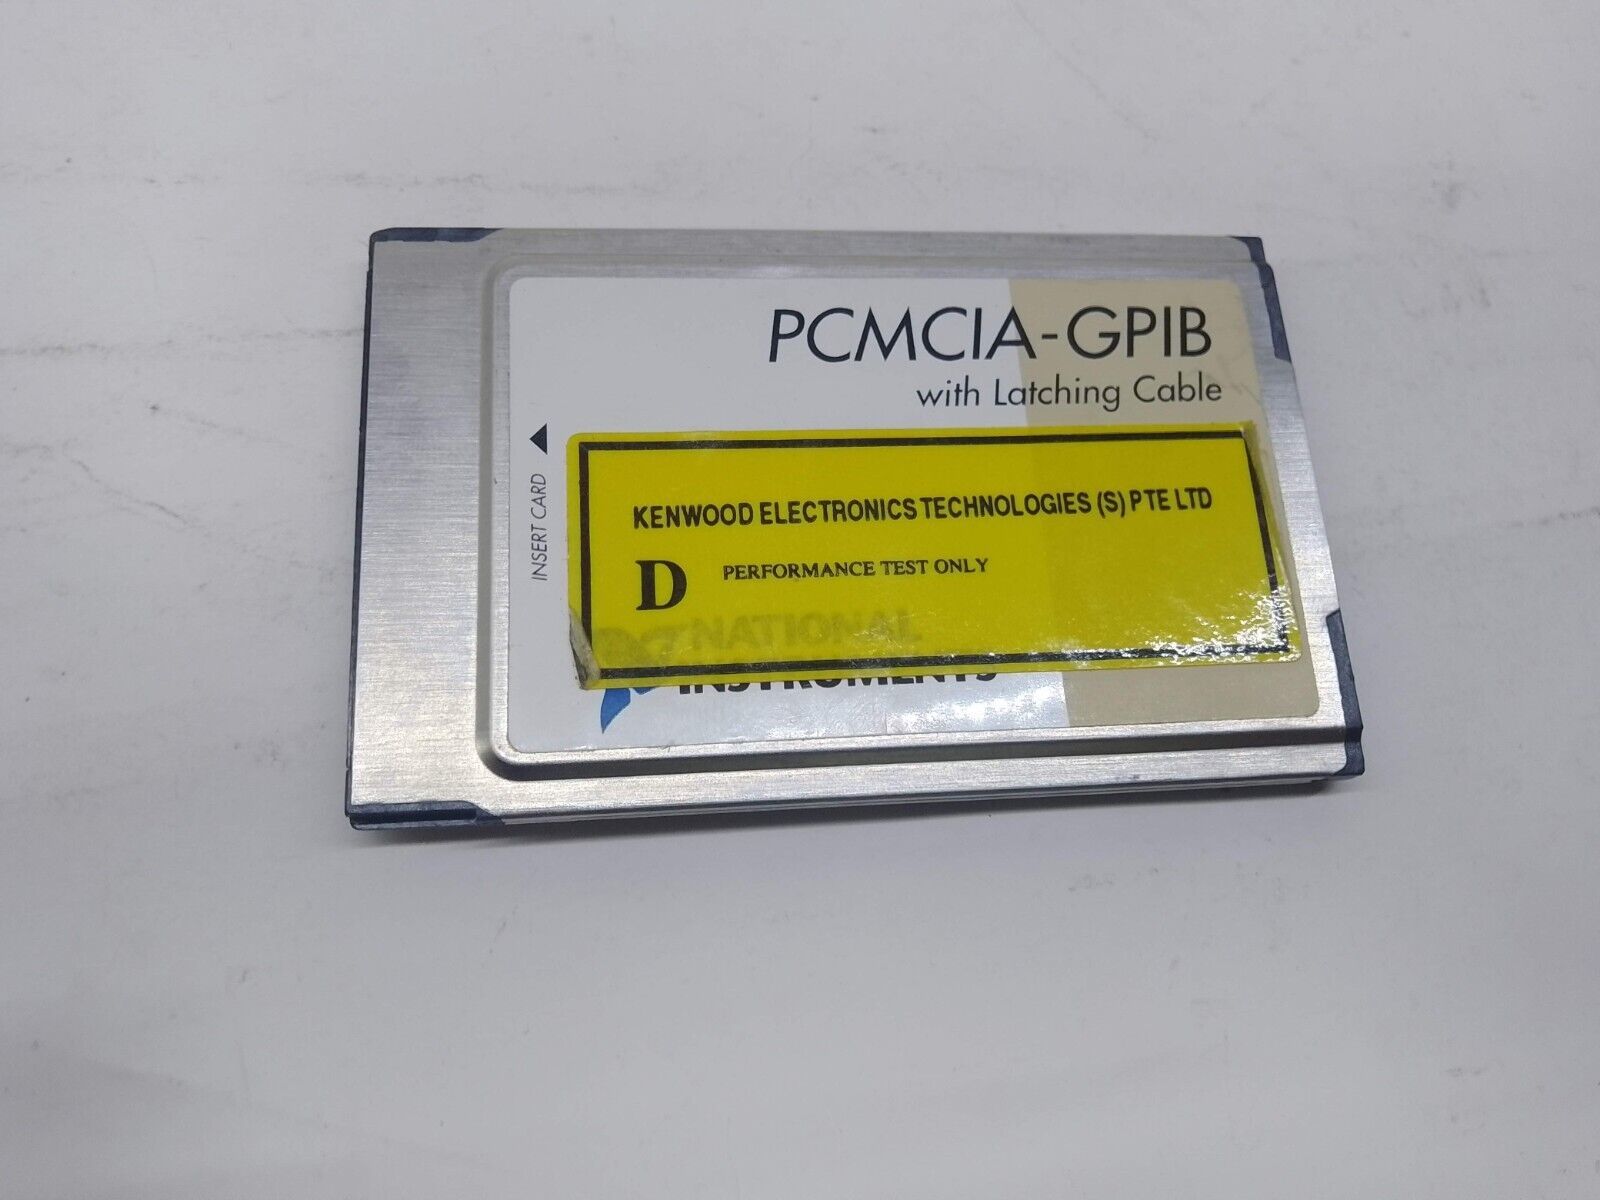 PCMCIA-GPIB
with Latching Cable
INSERT CARD
KENWOOD ELECTRONICS TECHNOLOGIES (S) PTE LTD
D PERFORMANCE TEST ONLY
NATIONAL
INSTRUMENTS